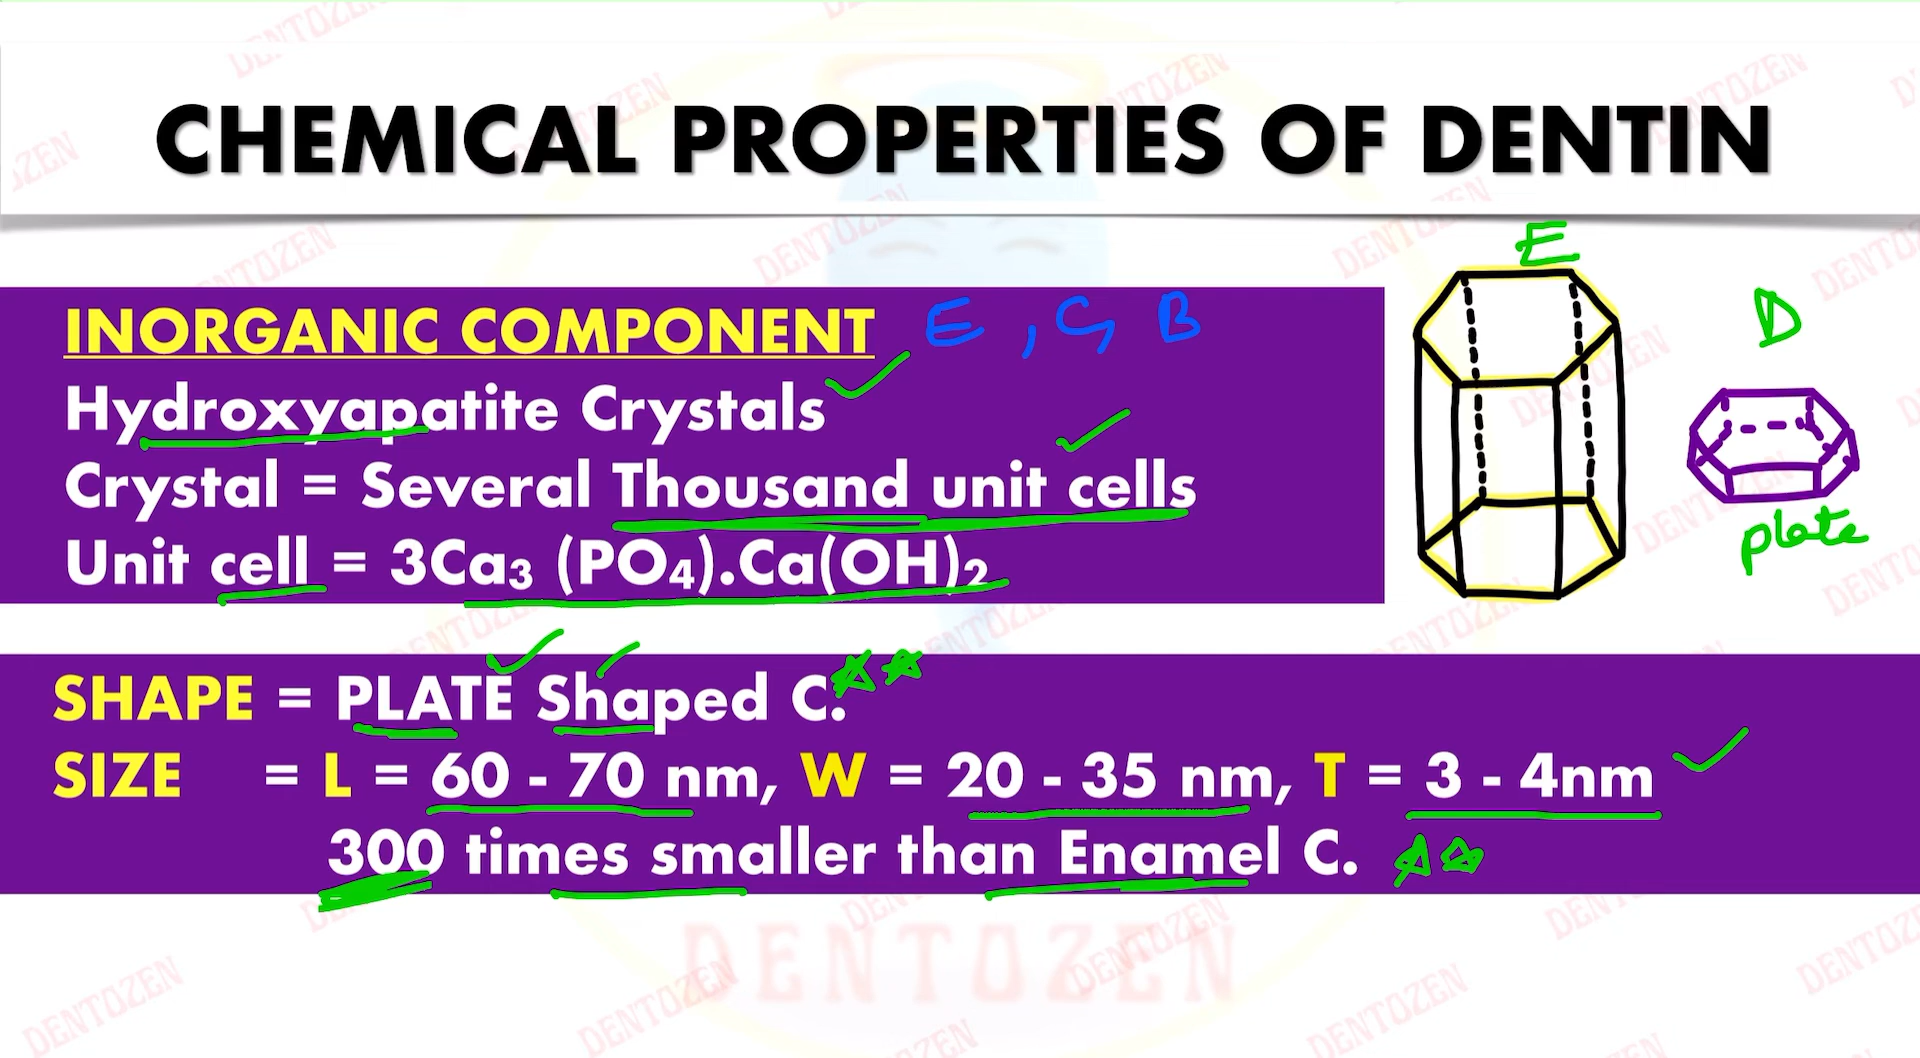 CHEMICAL PROPERTIES OF DENTIN
E
INORGANIC COMPONENT E , C, B
D
Hydroxyapatite Crystals
Crystal = Several Thousand unit cells
plate
Unit cell = 3Ca₃ (PO₄).Ca(OH)₂
SHAPE = PLATE Shaped C.
SIZE = L = 60 - 70 nm, W = 20 - 35 nm, T = 3 - 4nm
300 times smaller than Enamel C.
DENTOZEN